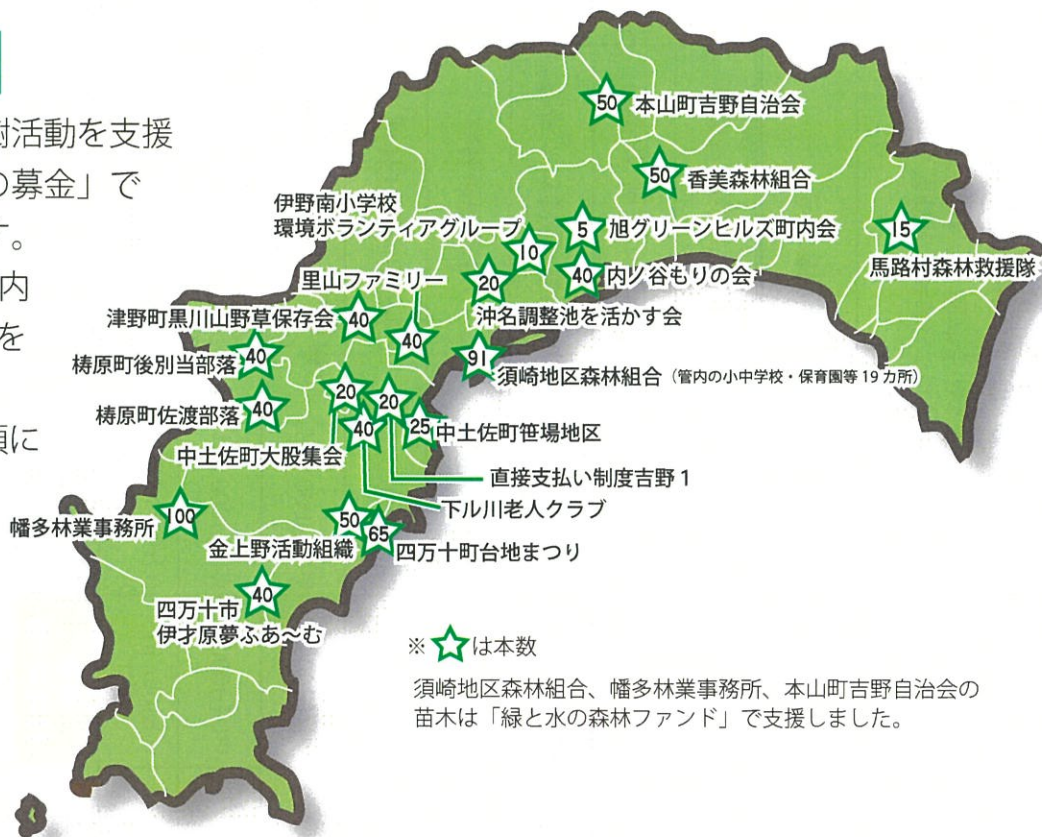 樹活動を支援
の募金」で
。
内
を
頃に
50 本山町吉野自治会
50 香美森林組合
伊野南小学校
環境ボランティアグループ
10
5 旭グリーンヒルズ町内会
15
馬路村森林救援隊
里山ファミリー
40
20
沖名調整池を活かす会
40 内ノ谷もりの会
津野町黒川山野草保存会
40
91 須崎地区森林組合(管内の小中学校・保育園等19カ所)
梼原町後別当部落
40
梼原町佐渡部落
40
20
中土佐町大股集会
20
直接支払い制度吉野1
40
下ル川老人クラブ
25 中土佐町笹場地区
幡多林業事務所
100
50
金上野活動組織
65
四万十町台地まつり
40
四万十市
伊才原夢ふあ~む
※ は本数
須崎地区森林組合、幡多林業事務所、本山町吉野自治会の
苗木は「緑と水の森林ファンド」で支援しました。